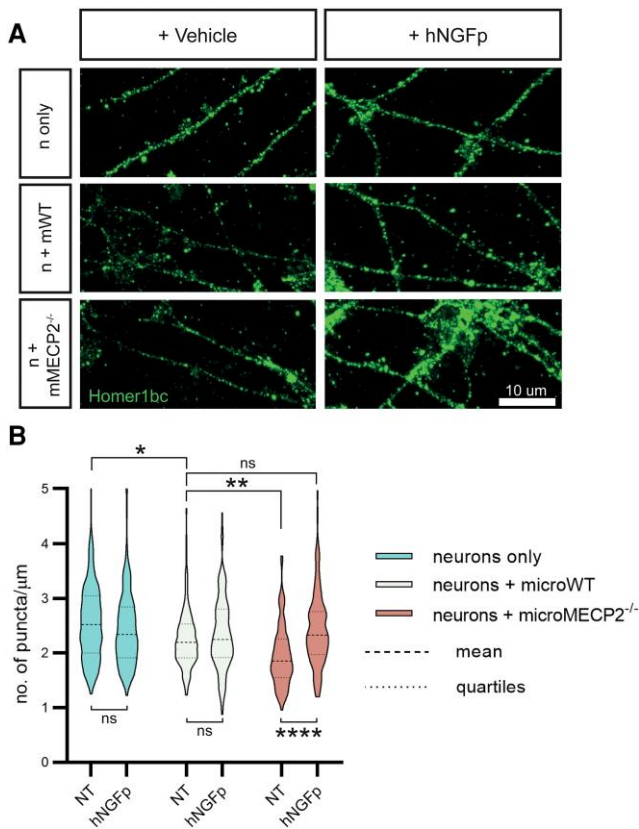 A
+ Vehicle
+ hNGFp
n only
n + mWT
n +
mMECP2-/-
Homer1bc
10 um
B
*
ns
**
5
4
3
2
1
0
no. of puncta/µm
ns
ns
****
NT
hNGFp
NT
hNGFp
NT
hNGFp
neurons only
neurons + microWT
neurons + microMECP2-/-
mean
quartiles